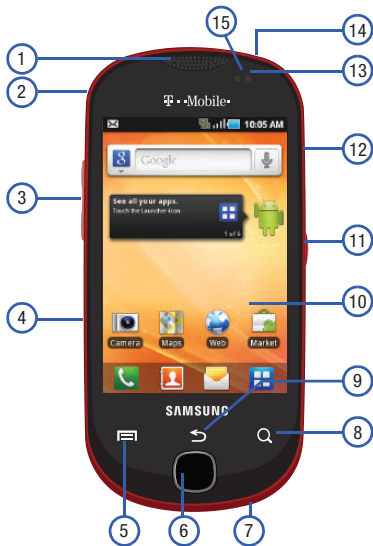 15
14
1
13
2
T··Mobile·
10:05 AM
8 Google
12
3
See all your apps.
Touch the Launcher icon.
1 of 6
11
10
4
Camera Maps Web Market
9
SAMSUNG
8
5
6
7